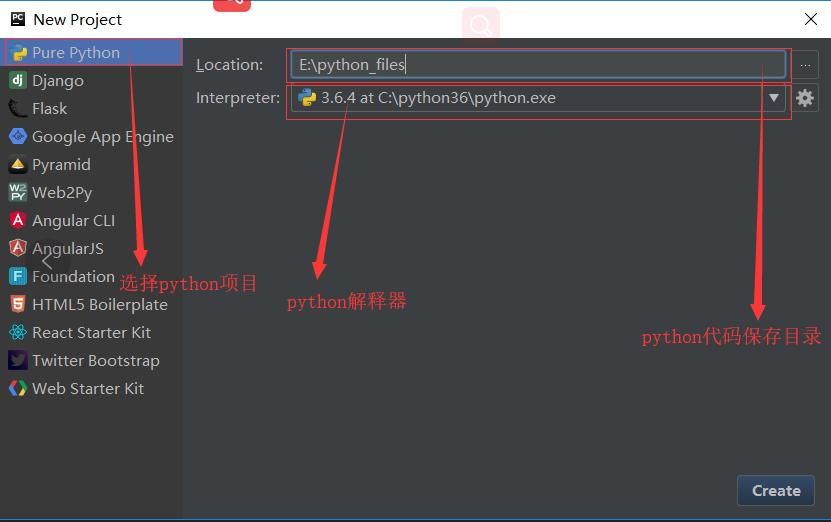 PC New Project
Pure Python
Location: E:\python_files ...
dj Django
Interpreter: 3.6.4 at C:\python36\python.exe
Flask
Google App Engine
Pyramid
W2PY Web2Py
Angular CLI
AngularJS
Foundation
选择python项目
HTML5 Boilerplate
python解释器
React Starter Kit
python代码保存目录
Twitter Bootstrap
Web Starter Kit
Create